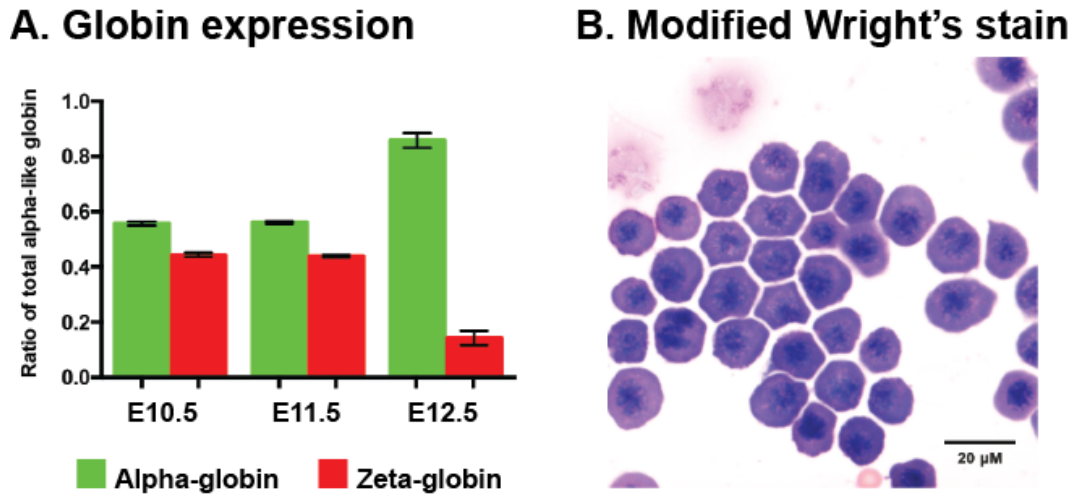 A. Globin expression
B. Modified Wright’s stain
Ratio of total alpha-like globin
1.0
0.8
0.6
0.4
0.2
0.0
E10.5 E11.5 E12.5
Alpha-globin Zeta-globin
20 µM